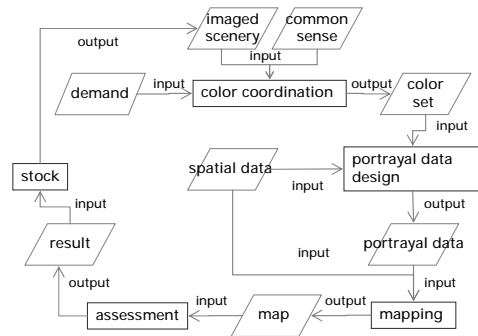 imaged
scenery
common
sense
output
input
demand
input
color coordination
output
color
set
input
spatial data
input
portrayal data
design
stock
input
output
result
input
portrayal data
output
input
assessment
input
map
output
mapping